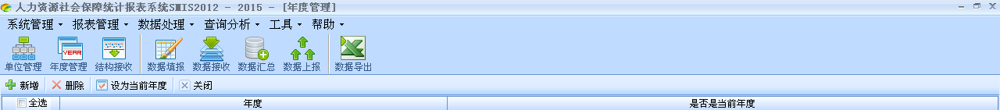 人力资源社会保障统计报表系统SMIS2012 - 2015 - [年度管理]
系统管理 报表管理 数据处理 查询分析 工具 帮助
YEAR
单位管理 年度管理 结构接收 数据填报 数据接收 数据汇总 数据上报 数据导出
新增 删除 设为当前年度 关闭
全选 年度 是否是当前年度